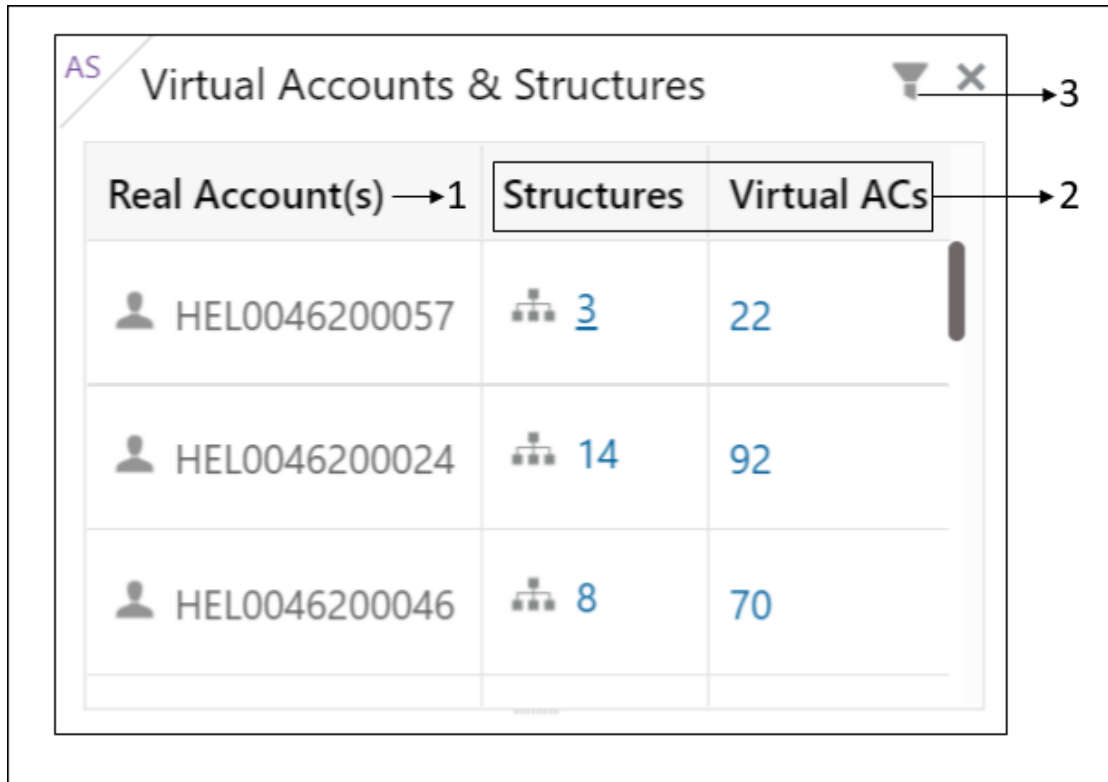 AS
Virtual Accounts & Structures
3
Real Account(s) 1 Structures Virtual ACs 2
HEL0046200057 3 22
HEL0046200024 14 92
HEL0046200046 8 70